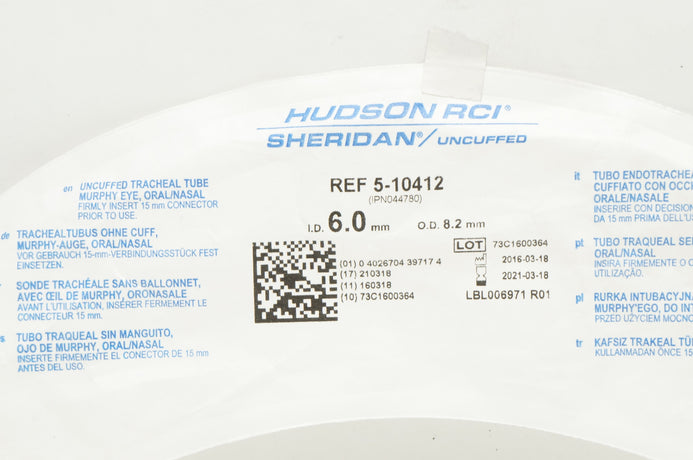 HUDSON RCI®
SHERIDAN®/UNCUFFED
REF 5-10412
(IPN044780)
I.D. 6.0 mm O.D. 8.2 mm
(01) 0 4026704 39717 4
(17) 210318
(11) 160318
(10) 73C1600364
LOT 73C1600364
2016-03-18
2021-03-18
LBL006971 R01
en UNCUFFED TRACHEAL TUBE
MURPHY EYE, ORAL/NASAL
FIRMLY INSERT 15 mm CONNECTOR
PRIOR TO USE.
de TRACHEALTUBUS OHNE CUFF,
MURPHY-AUGE, ORAL/NASAL
VOR GEBRAUCH 15-mm-VERBINDUNGSSTÜCK FEST
EINSETZEN.
SONDE TRACHÉALE SANS BALLONNET,
AVEC ŒIL DE MURPHY, ORONASALE
AVANT L'UTILISATION, INSÉRER FERMEMENT LE
CONNECTEUR 15 mm.
s TUBO TRAQUEAL SIN MANGUITO,
OJO DE MURPHY, ORAL/NASAL
INSERTE FIRMEMENTE EL CONECTOR DE 15 mm
ANTES DEL USO.
it TUBO ENDOTRACHEA
CUFFIATO CON OCC
ORALE/NASALE
INSERIRE CON DECISION
DA 15 mm PRIMA DELL'U
pt TUBO TRAQUEAL SE
ORAL/NASAL
INSIRA FIRMEMENTE O C
UTILIZAÇÃO.
pl RURKA INTUBACYJNA
MURPHY'EGO, DO INT
PRZED UŻYCIEM MOCNO
tr KAFSIZ TRAKEAL TÜ
KULLANMADAN ÖNCE 15